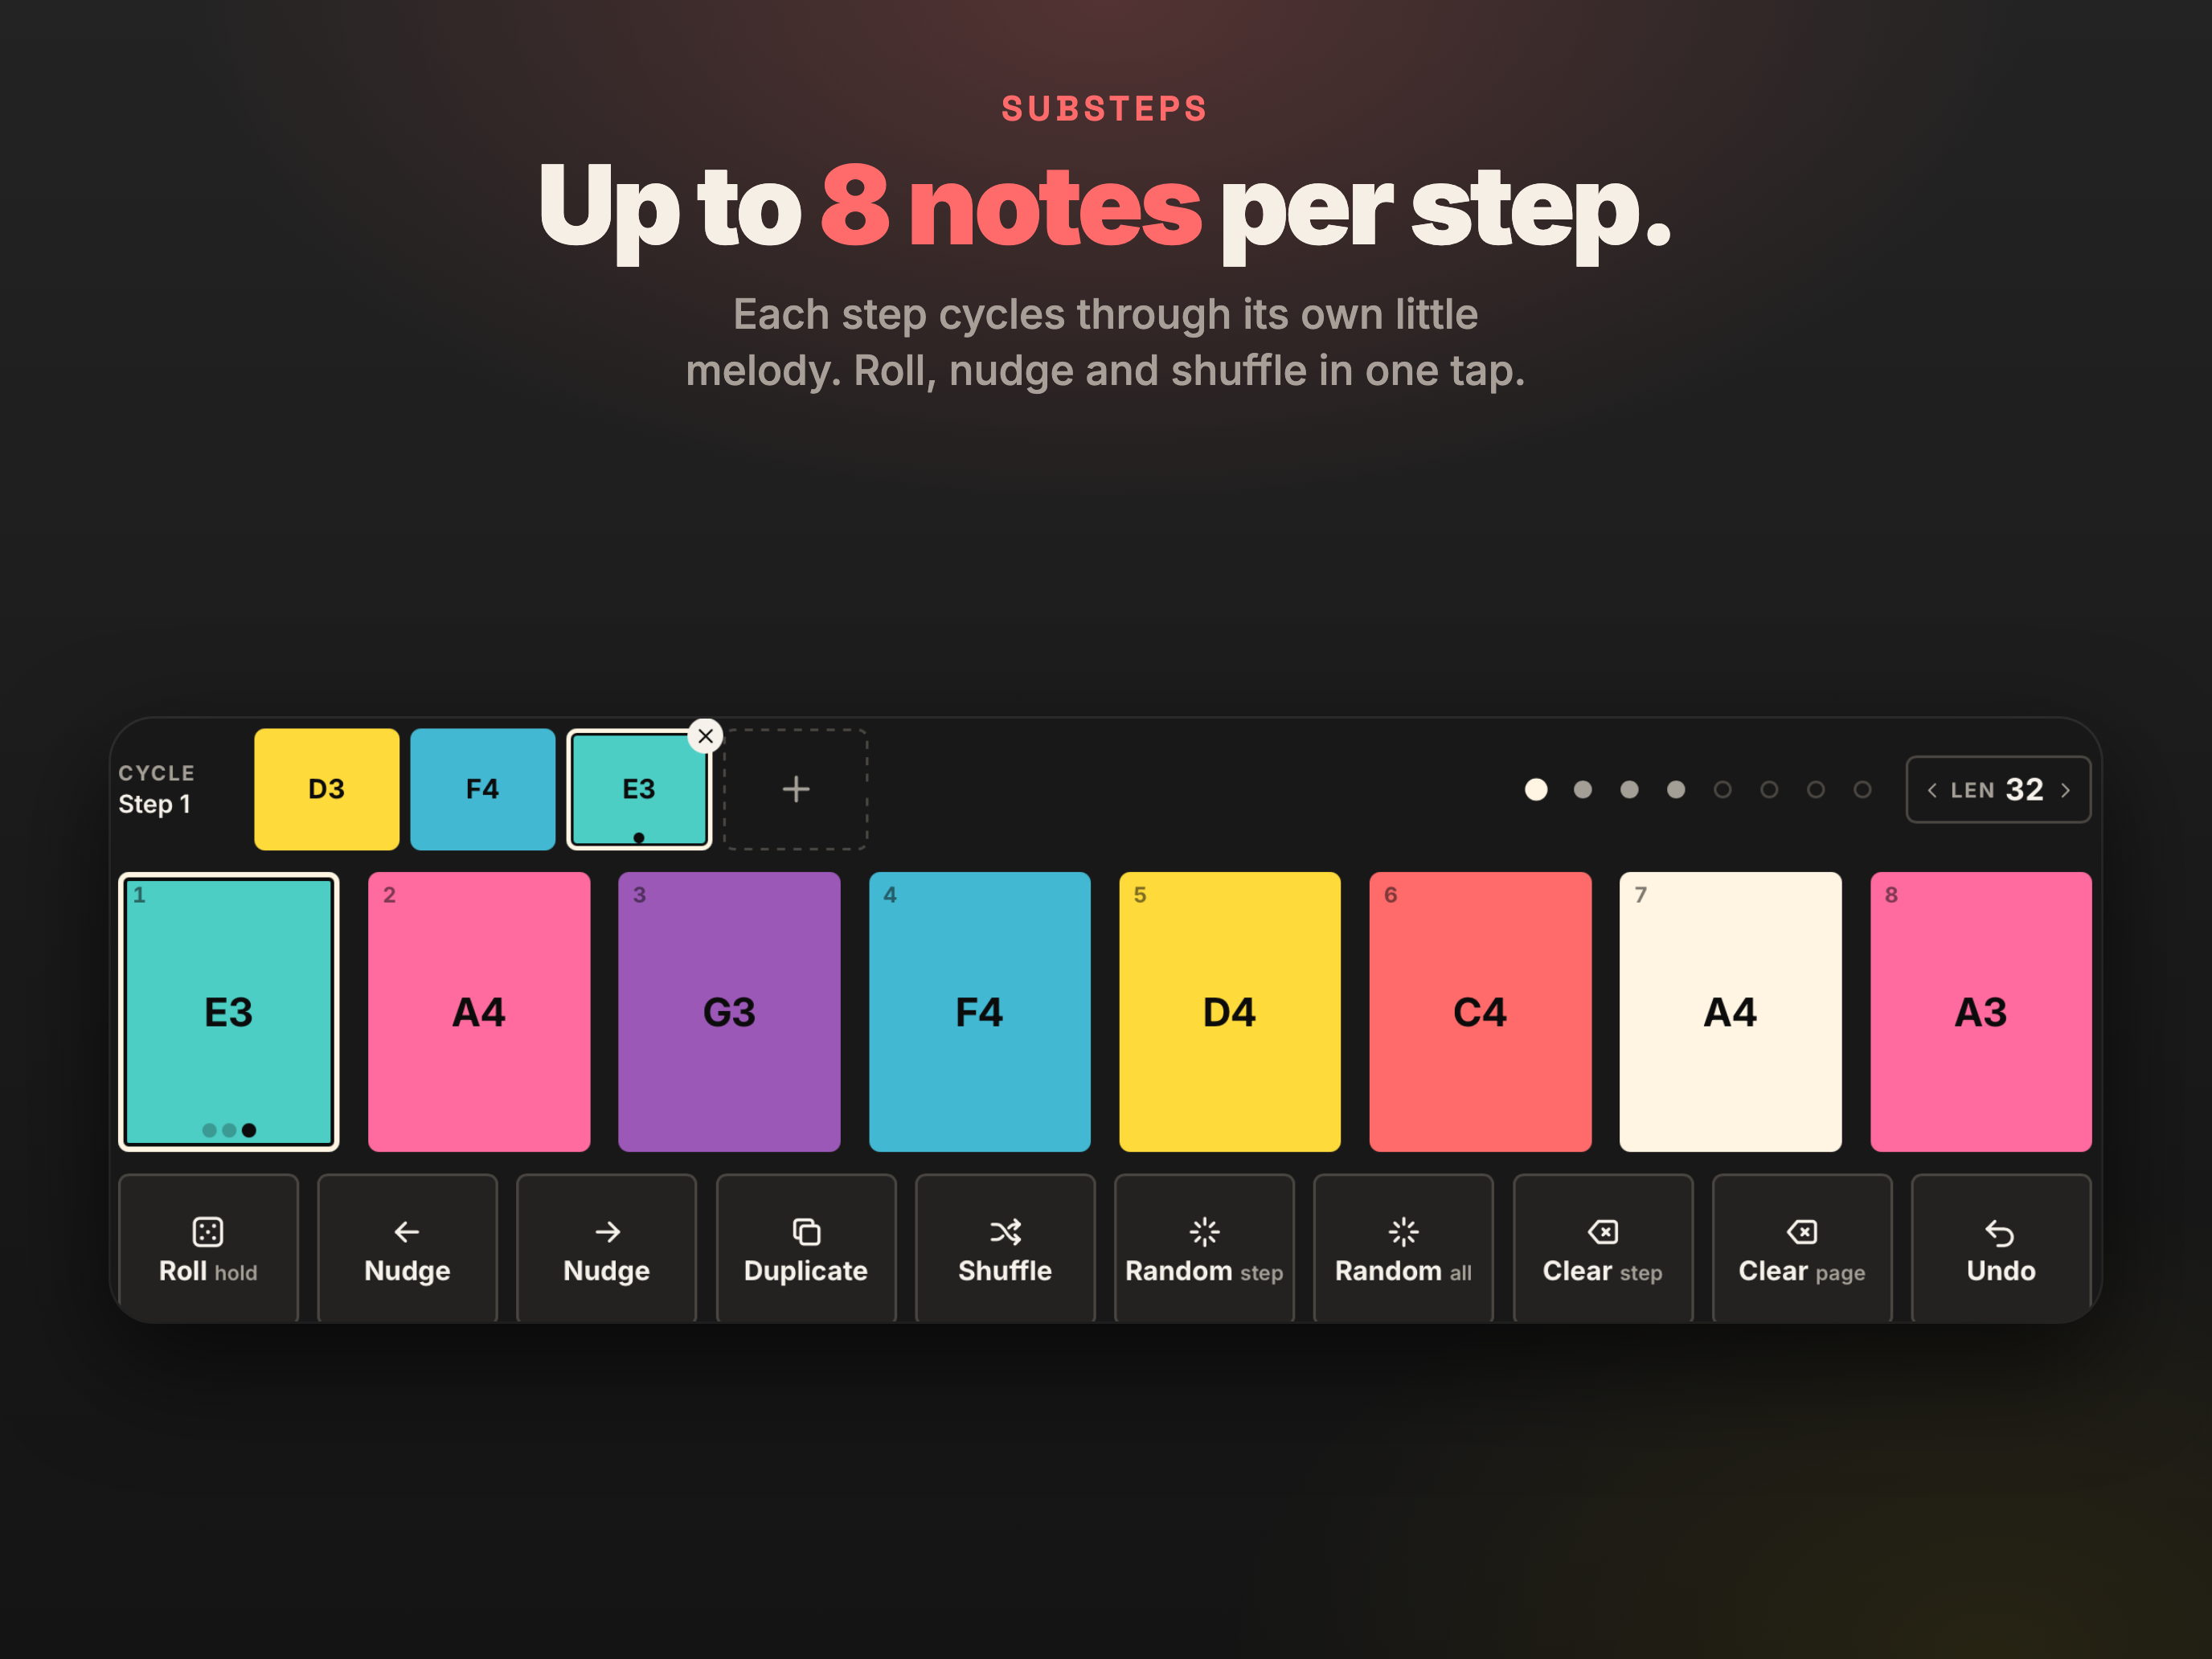 SUBSTEPS
Up to 8 notes per step.
Each step cycles through its own little
melody. Roll, nudge and shuffle in one tap.
CYCLE
Step 1
D3
F4
E3
LEN 32
1
E3
2
A4
3
G3
4
F4
5
D4
6
C4
7
A4
8
A3
Roll hold
Nudge
Nudge
Duplicate
Shuffle
Random step
Random all
Clear step
Clear page
Undo